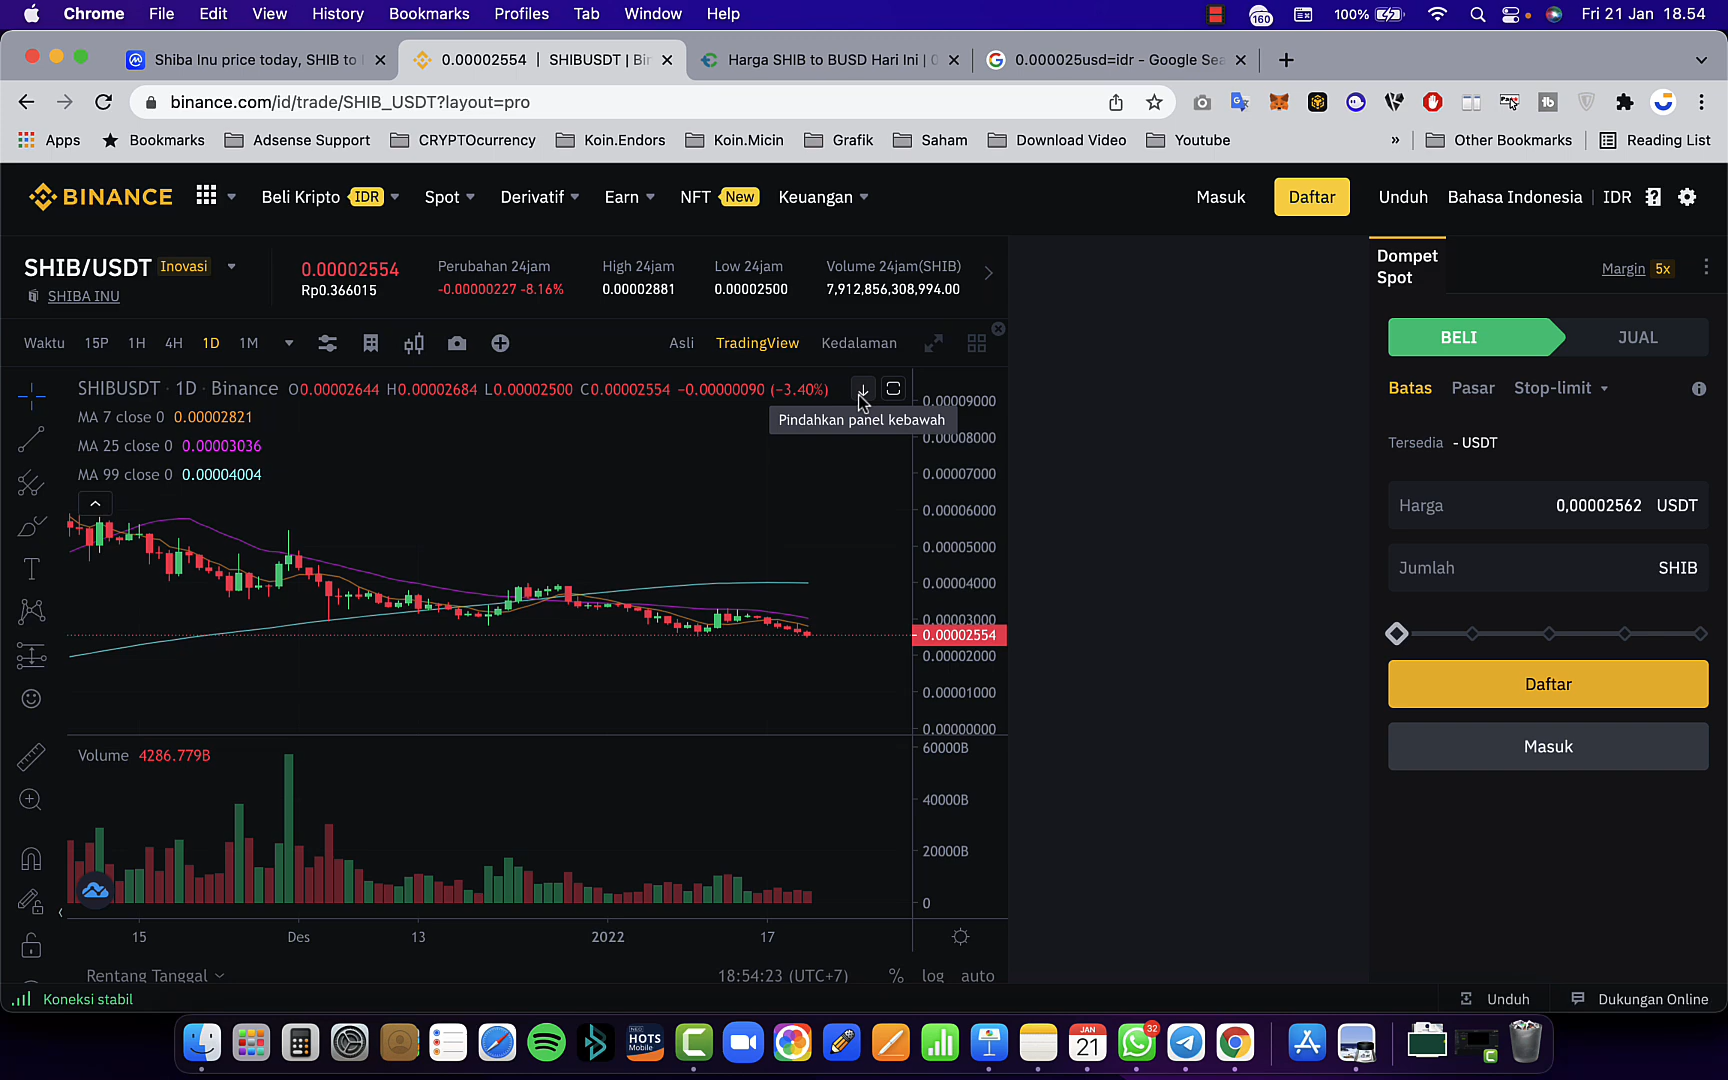 Chrome File Edit View History Bookmarks Profiles Tab Window Help 160 100% Fri 21 Jan 18.54
Shiba Inu price today, SHIB to 0.00002554 | SHIBUSDT | Bin Harga SHIB to BUSD Hari Ini | 0.000025usd=idr - Google Sea
binance.com/id/trade/SHIB_USDT?layout=pro
Apps Bookmarks Adsense Support CRYPTOcurrency Koin.Endors Koin.Micin Grafik Saham Download Video Youtube » Other Bookmarks Reading List
BINANCE Beli Kripto IDR Spot Derivatif Earn NFT New Keuangan Masuk Daftar Unduh Bahasa Indonesia IDR
SHIB/USDT Inovasi
SHIBA INU
0.00002554
Rp0.366015
Perubahan 24jam
-0.00000227 -8.16%
High 24jam
0.00002881
Low 24jam
0.00002500
Volume 24jam(SHIB)
7,912,856,308,994.00
Waktu 15P 1H 4H 1D 1M Asli TradingView Kedalaman
SHIBUSDT · 1D · Binance O0.00002644 H0.00002684 L0.00002500 C0.00002554 −0.00000090 (−3.40%)
Pindahkan panel kebawah
MA 7 close 0 0.00002821
MA 25 close 0 0.00003036
MA 99 close 0 0.00004004
0.00009000
0.00008000
0.00007000
0.00006000
0.00005000
0.00004000
0.00003000
0.00002554
0.00002000
0.00001000
0.00000000
Volume 4286.779B
60000B
40000B
20000B
0
15 Des 13 2022 17
Rentang Tanggal 18:54:23 (UTC+7) % log auto
Dompet
Spot
Margin 5x
BELI JUAL
Batas Pasar Stop-limit
Tersedia - USDT
Harga 0,00002562 USDT
Jumlah SHIB
Daftar
Masuk
Koneksi stabil Unduh Dukungan Online
HOTS
Mobile
JAN
21
32